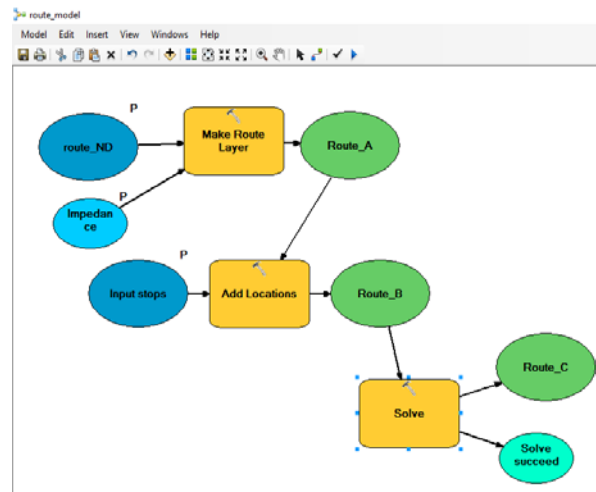 route_model
Model Edit Insert View Windows Help
P
route_ND
Make Route
Layer
Route_A
P
Impedan
ce
P
Input stops
Add Locations
Route_B
Route_C
Solve
Solve
succeed